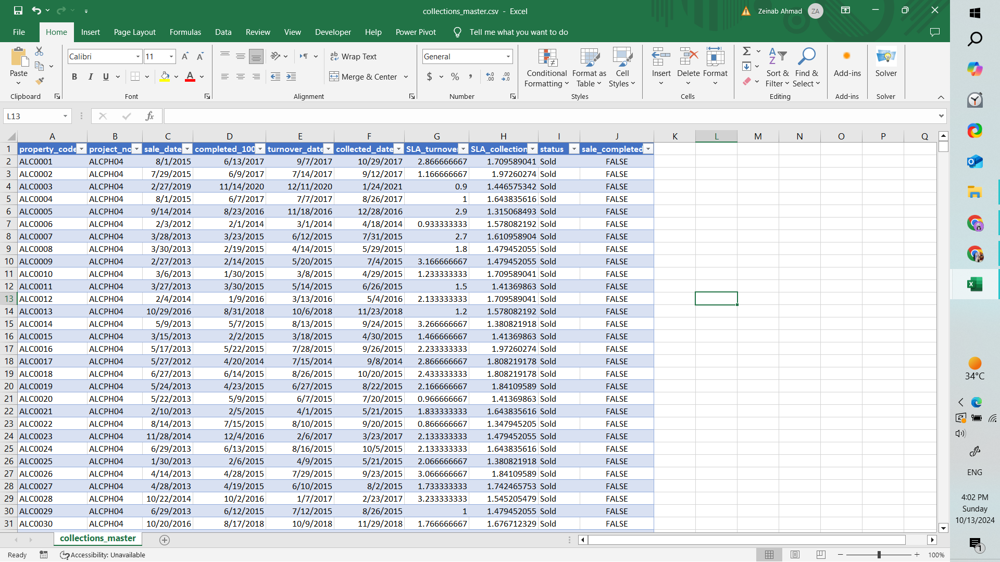 collections_master.csv - Excel
Zeinab Ahmad ZA
File Home Insert Page Layout Formulas Data Review View Developer Help Power Pivot Tell me what you want to do
Calibri 11 Wrap Text General
Paste B I U A Merge & Center $ % , Conditional Formatting Format as Table Cell Styles Insert Delete Format Sort & Filter Find & Select Add-ins Solver
Clipboard Font Alignment Number Styles Cells Editing Add-ins Solver
L13 fx
A B C D E F G H I J K L M N O P Q
1 property_code project_no sale_date completed_100 turnover_date collected_date SLA_turnove SLA_collection status sale_completed
2 ALC0001 ALCPH04 8/1/2015 6/13/2017 9/7/2017 10/29/2017 2.866666667 1.709589041 Sold FALSE
3 ALC0002 ALCPH04 7/29/2015 6/9/2017 7/14/2017 9/12/2017 1.166666667 1.97260274 Sold FALSE
4 ALC0003 ALCPH04 2/27/2019 11/14/2020 12/11/2020 1/24/2021 0.9 1.446575342 Sold FALSE
5 ALC0004 ALCPH04 8/1/2015 6/7/2017 7/7/2017 8/26/2017 1 1.643835616 Sold FALSE
6 ALC0005 ALCPH04 9/14/2014 8/23/2016 11/18/2016 12/28/2016 2.9 1.315068493 Sold FALSE
7 ALC0006 ALCPH04 2/3/2012 2/1/2014 3/1/2014 4/18/2014 0.933333333 1.578082192 Sold FALSE
8 ALC0007 ALCPH04 3/28/2013 3/23/2015 6/12/2015 7/31/2015 2.7 1.610958904 Sold FALSE
9 ALC0008 ALCPH04 3/30/2013 2/19/2015 4/14/2015 5/29/2015 1.8 1.479452055 Sold FALSE
10 ALC0009 ALCPH04 2/27/2013 2/14/2015 5/20/2015 7/4/2015 3.166666667 1.479452055 Sold FALSE
11 ALC0010 ALCPH04 3/6/2013 1/30/2015 3/8/2015 4/29/2015 1.233333333 1.709589041 Sold FALSE
12 ALC0011 ALCPH04 3/27/2013 3/30/2015 5/14/2015 6/26/2015 1.5 1.41369863 Sold FALSE
13 ALC0012 ALCPH04 2/4/2014 1/9/2016 3/13/2016 5/4/2016 2.133333333 1.709589041 Sold FALSE
14 ALC0013 ALCPH04 10/29/2016 8/31/2018 10/6/2018 11/23/2018 1.2 1.578082192 Sold FALSE
15 ALC0014 ALCPH04 5/9/2013 5/7/2015 8/13/2015 9/24/2015 3.266666667 1.380821918 Sold FALSE
16 ALC0015 ALCPH04 3/15/2013 2/2/2015 3/18/2015 4/30/2015 1.466666667 1.41369863 Sold FALSE
17 ALC0016 ALCPH04 5/17/2013 5/22/2015 7/28/2015 9/26/2015 2.233333333 1.97260274 Sold FALSE
18 ALC0017 ALCPH04 5/27/2012 4/20/2014 7/15/2014 9/8/2014 2.866666667 1.808219178 Sold FALSE
19 ALC0018 ALCPH04 6/27/2013 6/14/2015 8/26/2015 10/20/2015 2.433333333 1.808219178 Sold FALSE
20 ALC0019 ALCPH04 5/24/2013 4/23/2015 6/27/2015 8/22/2015 2.166666667 1.84109589 Sold FALSE
21 ALC0020 ALCPH04 5/22/2013 5/9/2015 6/7/2015 7/20/2015 0.966666667 1.41369863 Sold FALSE
22 ALC0021 ALCPH04 2/10/2013 2/5/2015 4/1/2015 5/21/2015 1.833333333 1.643835616 Sold FALSE
23 ALC0022 ALCPH04 8/14/2013 7/15/2015 8/10/2015 9/20/2015 0.866666667 1.347945205 Sold FALSE
24 ALC0023 ALCPH04 11/28/2014 12/4/2016 2/6/2017 3/23/2017 2.133333333 1.479452055 Sold FALSE
25 ALC0024 ALCPH04 6/29/2013 6/13/2015 8/16/2015 10/5/2015 2.133333333 1.643835616 Sold FALSE
26 ALC0025 ALCPH04 1/30/2013 2/6/2015 4/9/2015 5/21/2015 2.066666667 1.380821918 Sold FALSE
27 ALC0026 ALCPH04 4/14/2013 4/28/2015 7/29/2015 9/23/2015 3.066666667 1.84109589 Sold FALSE
28 ALC0027 ALCPH04 4/28/2013 4/19/2015 6/10/2015 8/2/2015 1.733333333 1.742465753 Sold FALSE
29 ALC0028 ALCPH04 10/22/2014 10/2/2016 1/7/2017 2/23/2017 3.233333333 1.545205479 Sold FALSE
30 ALC0029 ALCPH04 6/29/2013 6/12/2015 7/12/2015 8/26/2015 1 1.479452055 Sold FALSE
31 ALC0030 ALCPH04 10/20/2016 8/17/2018 10/9/2018 11/29/2018 1.766666667 1.676712329 Sold FALSE
collections_master
Ready Accessibility: Unavailable 100%
34°C
ENG
4:02 PM
Sunday
10/13/2024
1